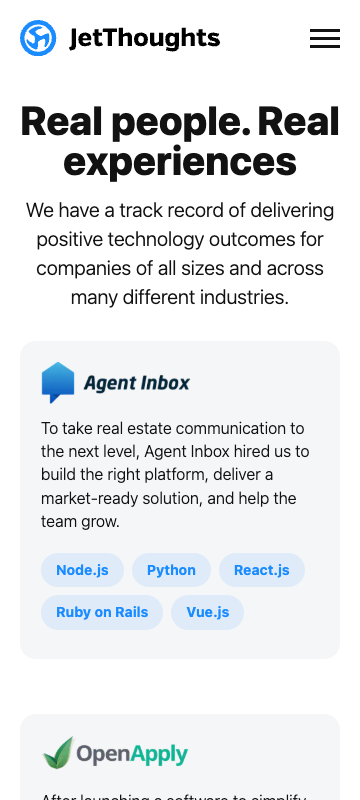 JetThoughts
Real people. Real
experiences
We have a track record of delivering
positive technology outcomes for
companies of all sizes and across
many different industries.
Agent Inbox
To take real estate communication to
the next level, Agent Inbox hired us to
build the right platform, deliver a
market-ready solution, and help the
team grow.
Node.js Python React.js
Ruby on Rails Vue.js
OpenApply
After launching a software to simplify